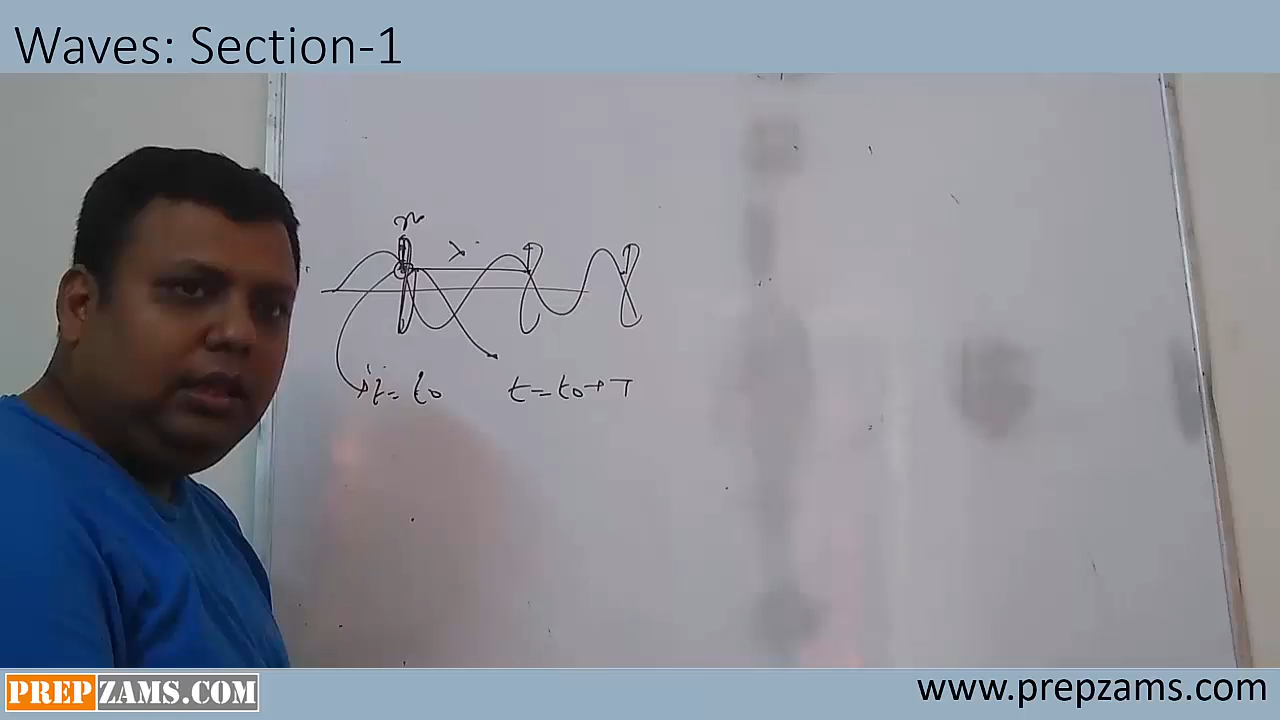 Waves: Section-1
x
λ
t = t₀ t = t₀ + T
PREPZAMS.COM
www.prepzams.com